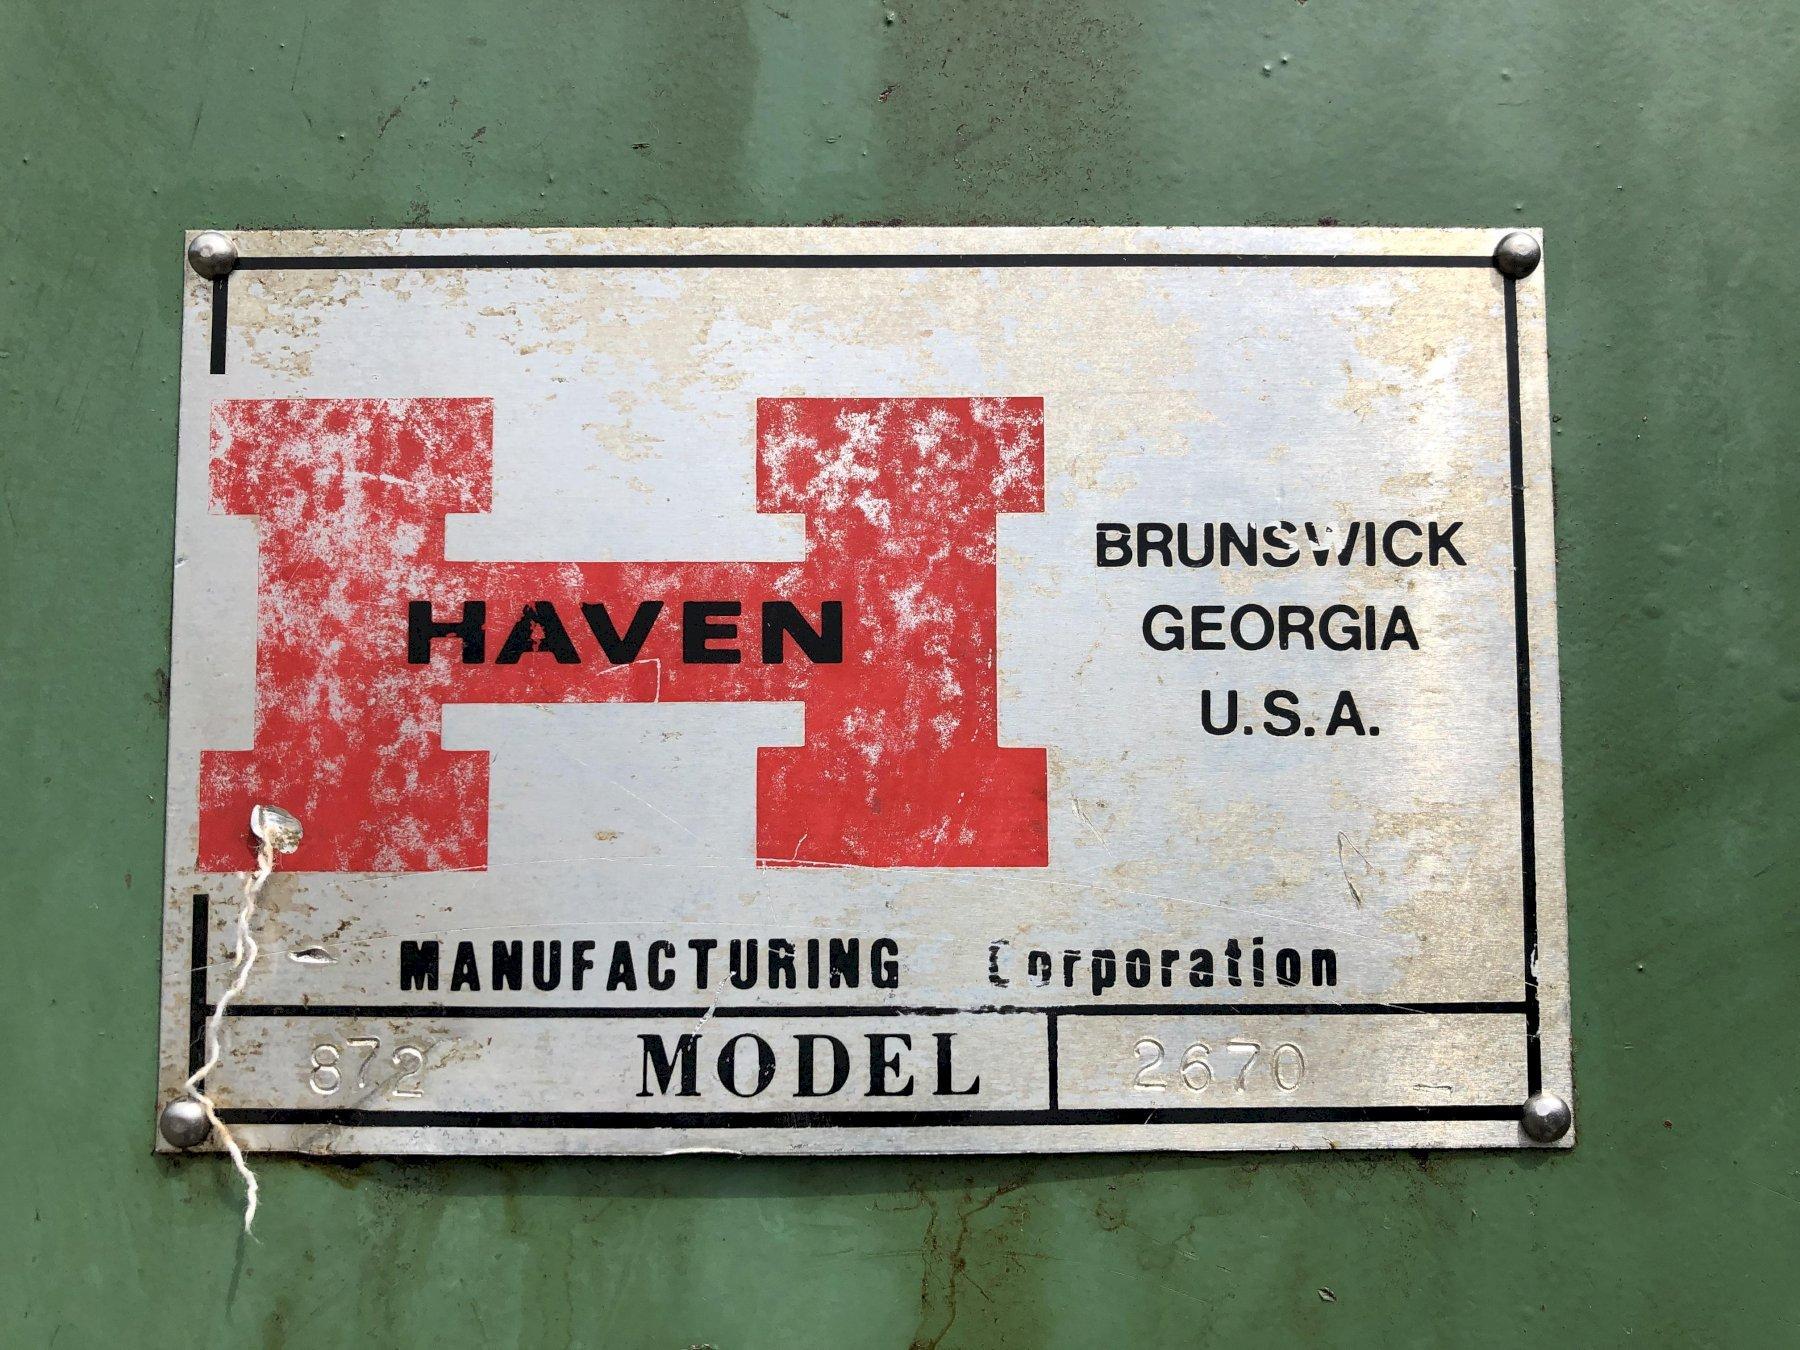 HAVEN
BRUNSWICK
GEORGIA
U.S.A.
MANUFACTURING Corporation
872 MODEL 2670